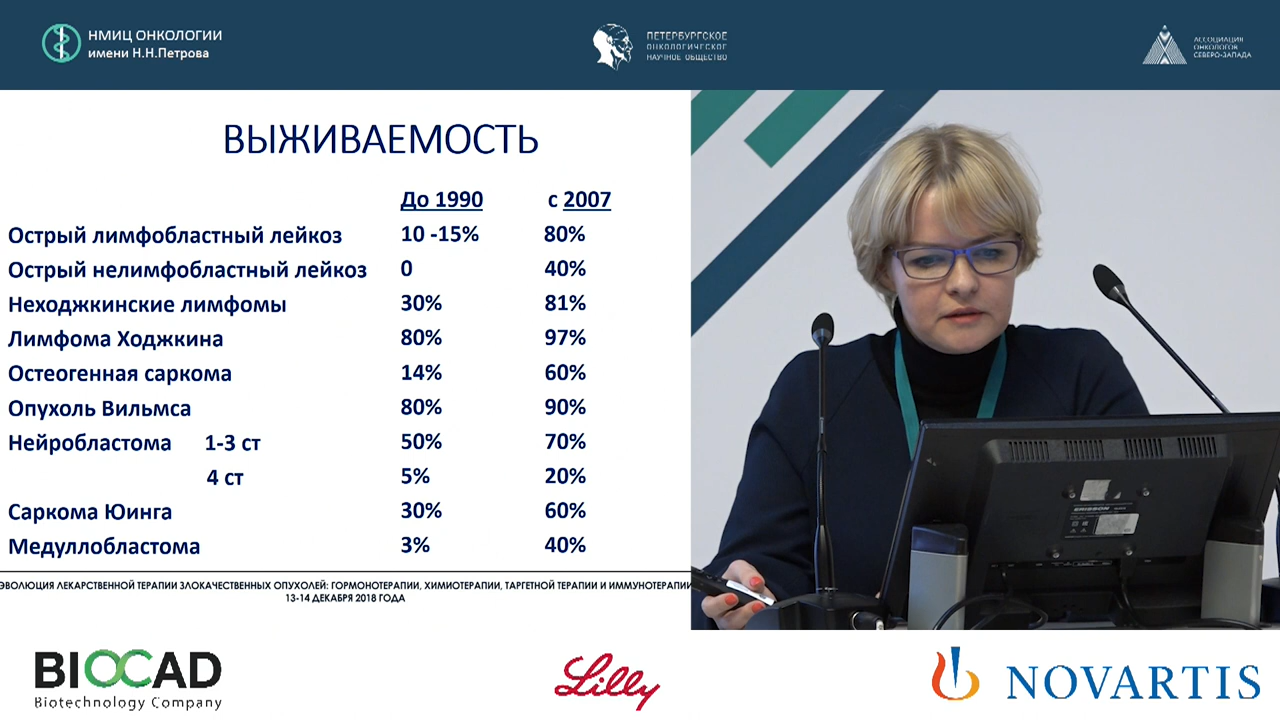 НМИЦ ОНКОЛОГИИ
имени Н.Н.Петрова
ПЕТЕРБУРГСКОЕ
ОНКОЛОГИЧЕСКОЕ
НАУЧНОЕ ОБЩЕСТВО
АССОЦИАЦИЯ
ОНКОЛОГОВ
СЕВЕРО-ЗАПАДА
ВЫЖИВАЕМОСТЬ
До 1990 с 2007
Острый лимфобластный лейкоз 10 -15% 80%
Острый нелимфобластный лейкоз 0 40%
Неходжкинские лимфомы 30% 81%
Лимфома Ходжкина 80% 97%
Остеогенная саркома 14% 60%
Опухоль Вильмса 80% 90%
Нейробластома 1-3 ст 50% 70%
4 ст 5% 20%
Саркома Юинга 30% 60%
Медуллобластома 3% 40%
ЭВОЛЮЦИЯ ЛЕКАРСТВЕННОЙ ТЕРАПИИ ЗЛОКАЧЕСТВЕННЫХ ОПУХОЛЕЙ: ГОРМОНОТЕРАПИИ, ХИМИОТЕРАПИИ, ТАРГЕТНОЙ ТЕРАПИИ И ИММУНОТЕРАПИИ
13-14 ДЕКАБРЯ 2018 ГОДА
ERISSON
BIOCAD
Biotechnology Company
Lilly
NOVARTIS